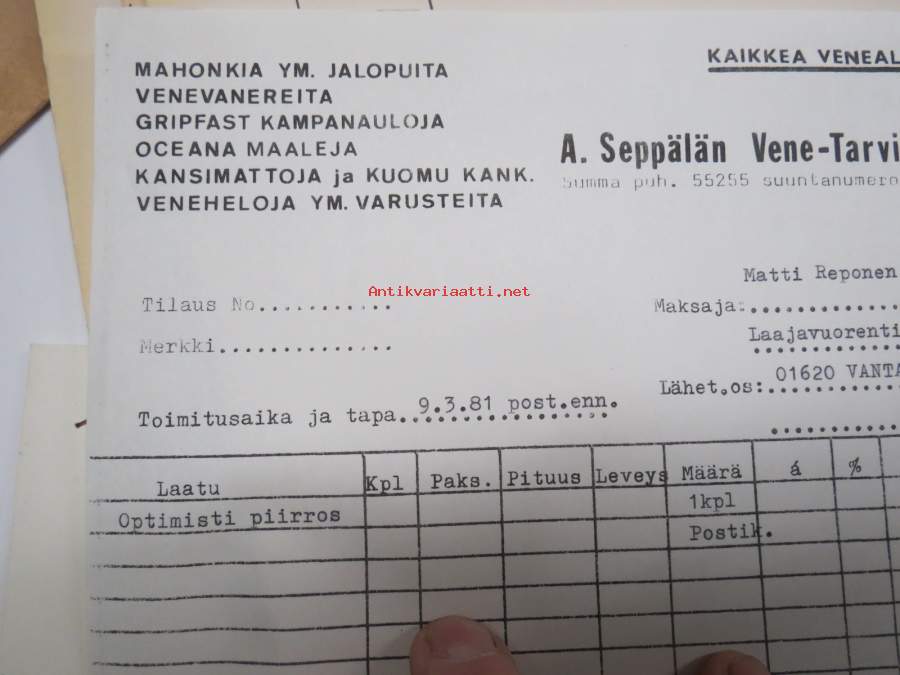 MAHONKIA YM. JALOPUITA
VENEVANEREITA
GRIPFAST KAMPANAULOJA
OCEANA MAALEJA
KANSIMATTOJA ja KUOMU KANK.
VENEHELOJA YM. VARUSTEITA
KAIKKEA VENEAL
A. Seppälän Vene-Tarvi
Summa puh. 55255 suuntanumero
Antikvariaatti.net
Tilaus No............
Merkki...............
Toimitusaika ja tapa..9.3.81 post.enn.
Matti Reponen
Maksaja:
Laajavuorenti
Lähet.os: 01620 VANTA
Laatu Kpl Paks. Pituus Leveys Määrä á %
Optimisti piirros 1kpl
Postik.